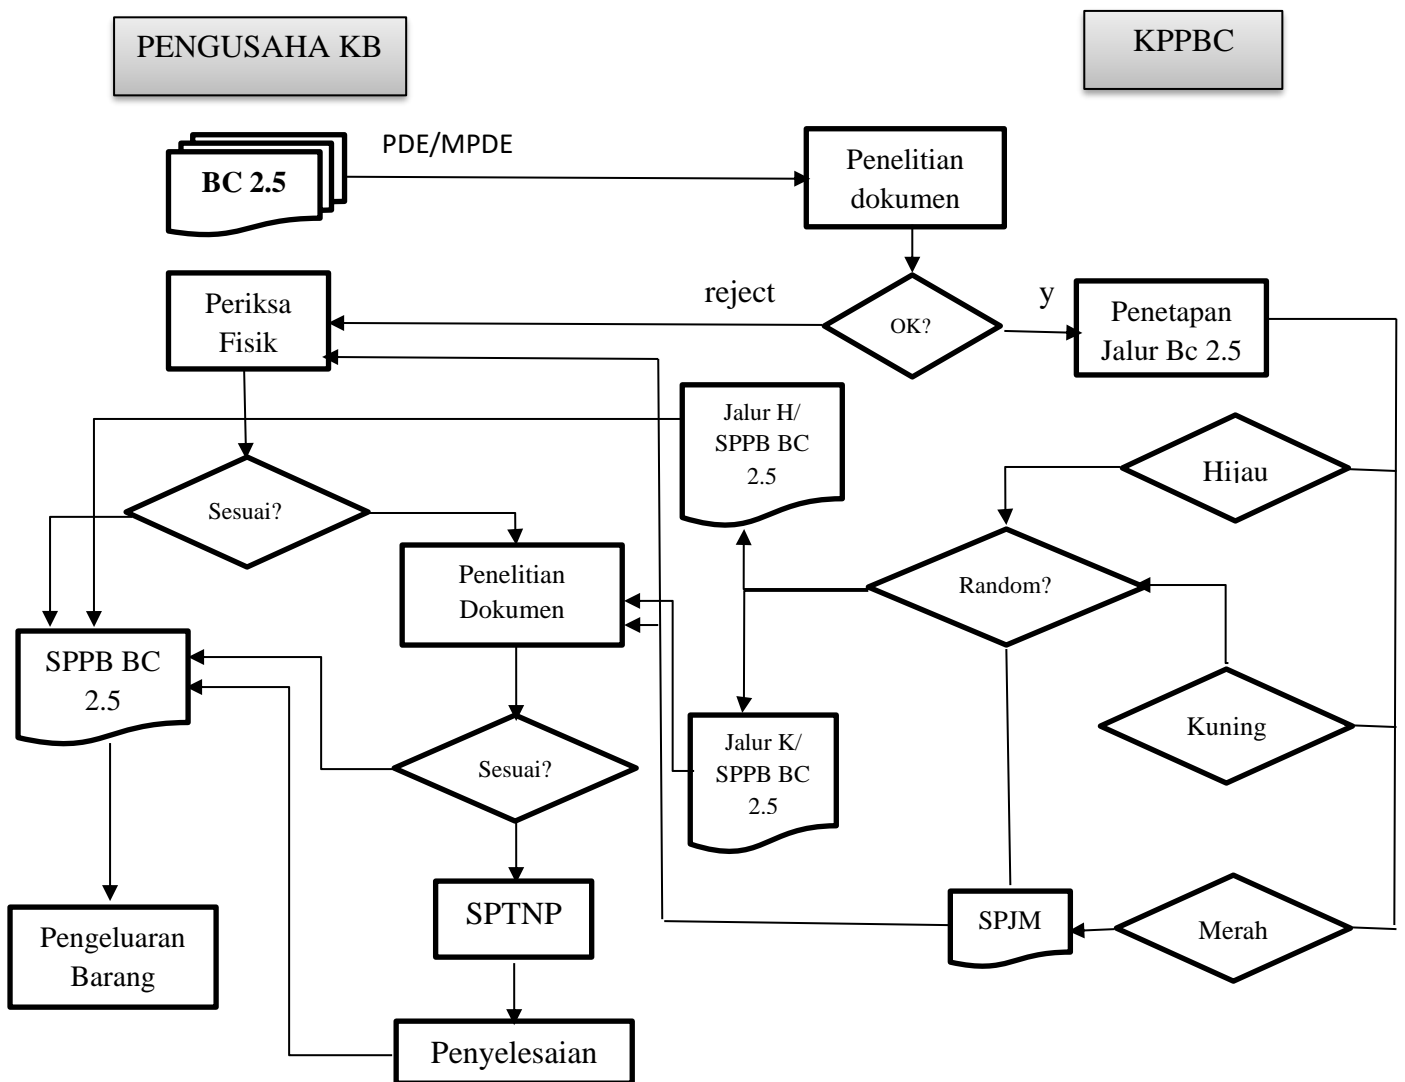 PENGUSAHA KB
KPPBC
BC 2.5
PDE/MPDE
Penelitian
dokumen
Periksa
Fisik
reject
OK?
y
Penetapan
Jalur Bc 2.5
Jalur H/
SPPB BC
2.5
Hijau
Sesuai?
Penelitian
Dokumen
Random?
SPPB BC
2.5
Kuning
Jalur K/
SPPB BC
2.5
Sesuai?
SPTNP
SPJM
Merah
Pengeluaran
Barang
Penyelesaian